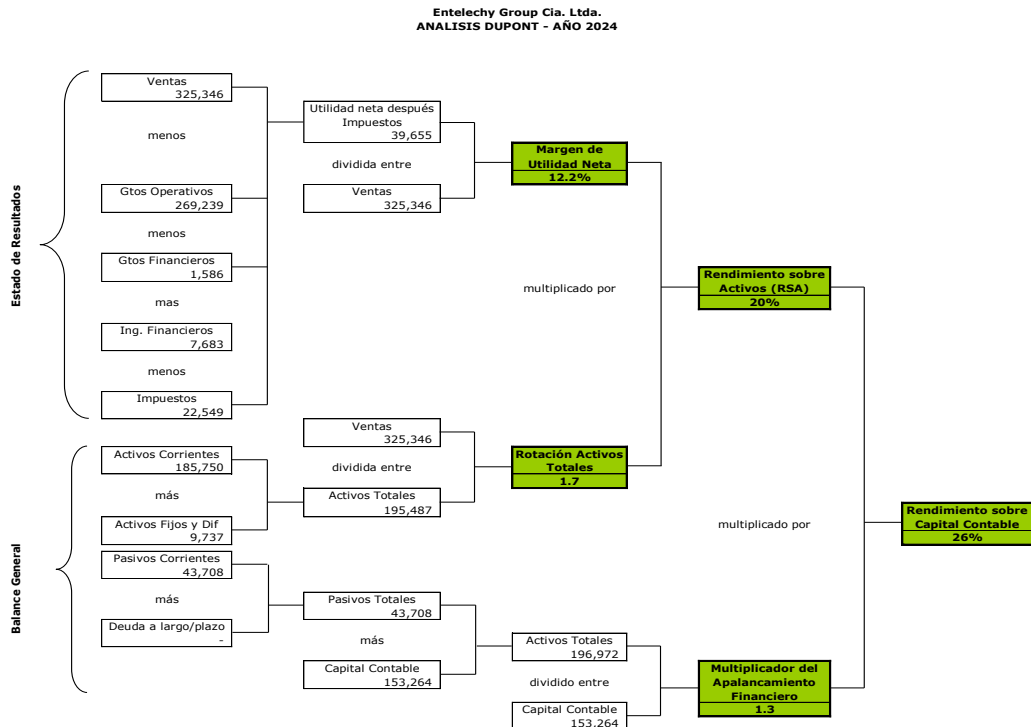 Entelechy Group Cia. Ltda.
ANALISIS DUPONT - AÑO 2024
Estado de Resultados
Ventas
325,346
menos
Gtos Operativos
269,239
menos
Gtos Financieros
1,586
mas
Ing. Financieros
7,683
menos
Impuestos
22,549
Utilidad neta después
Impuestos
39,655
dividida entre
Ventas
325,346
Margen de
Utilidad Neta
12.2%
multiplicado por
Rendimiento sobre
Activos (RSA)
20%
Balance General
Activos Corrientes
185,750
más
Activos Fijos y Dif
9,737
Pasivos Corrientes
43,708
más
Deuda a largo/plazo
-
Ventas
325,346
dividida entre
Activos Totales
195,487
Rotación Activos
Totales
1.7
multiplicado por
Rendimiento sobre
Capital Contable
26%
Pasivos Totales
43,708
más
Capital Contable
153,264
Activos Totales
196,972
dividido entre
Capital Contable
153,264
Multiplicador del
Apalancamiento
Financiero
1.3